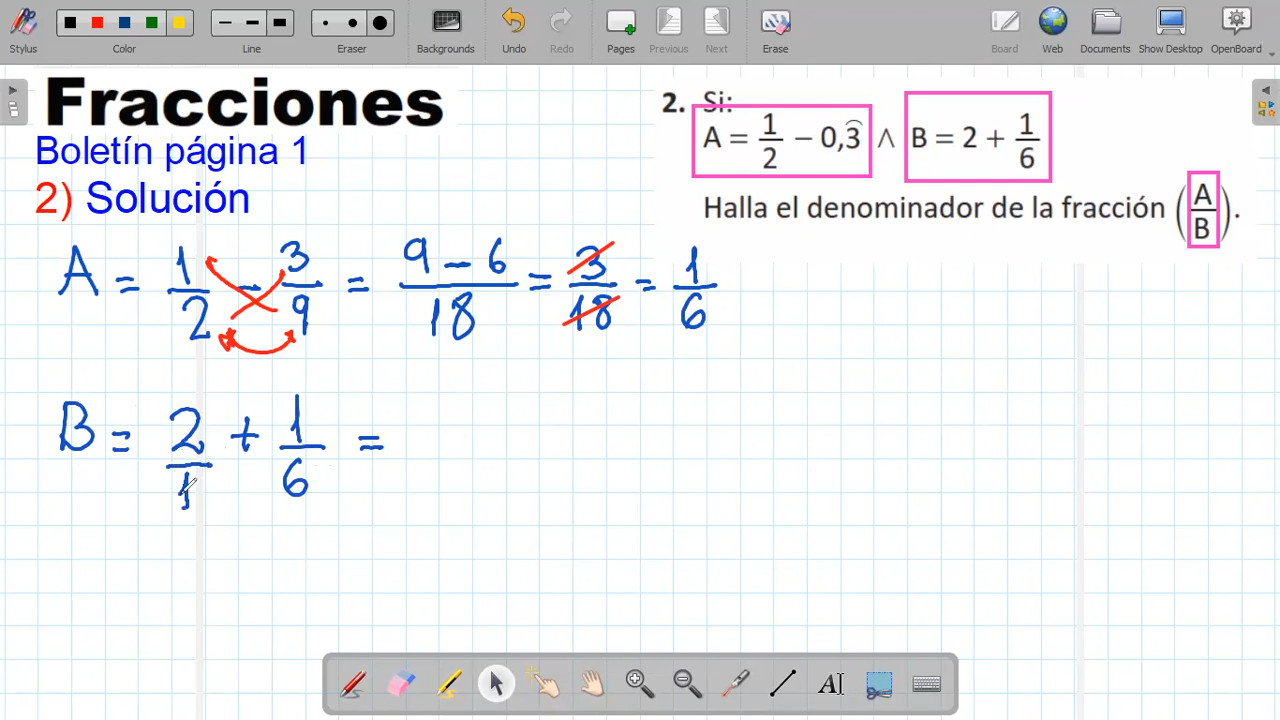 Stylus Color Line Eraser Backgrounds Undo Redo Pages Previous Next Erase Board Web Documents Show Desktop OpenBoard
Fracciones
Boletín página 1
2) Solución
2. Si:
A = 1/2 − 0,3̑ ∧ B = 2 + 1/6
Halla el denominador de la fracción (A/B).
A = 1/2 - 3/9 = 9 - 6/18 = 3/18 = 1/6
B = 2/1 + 1/6 =
AI